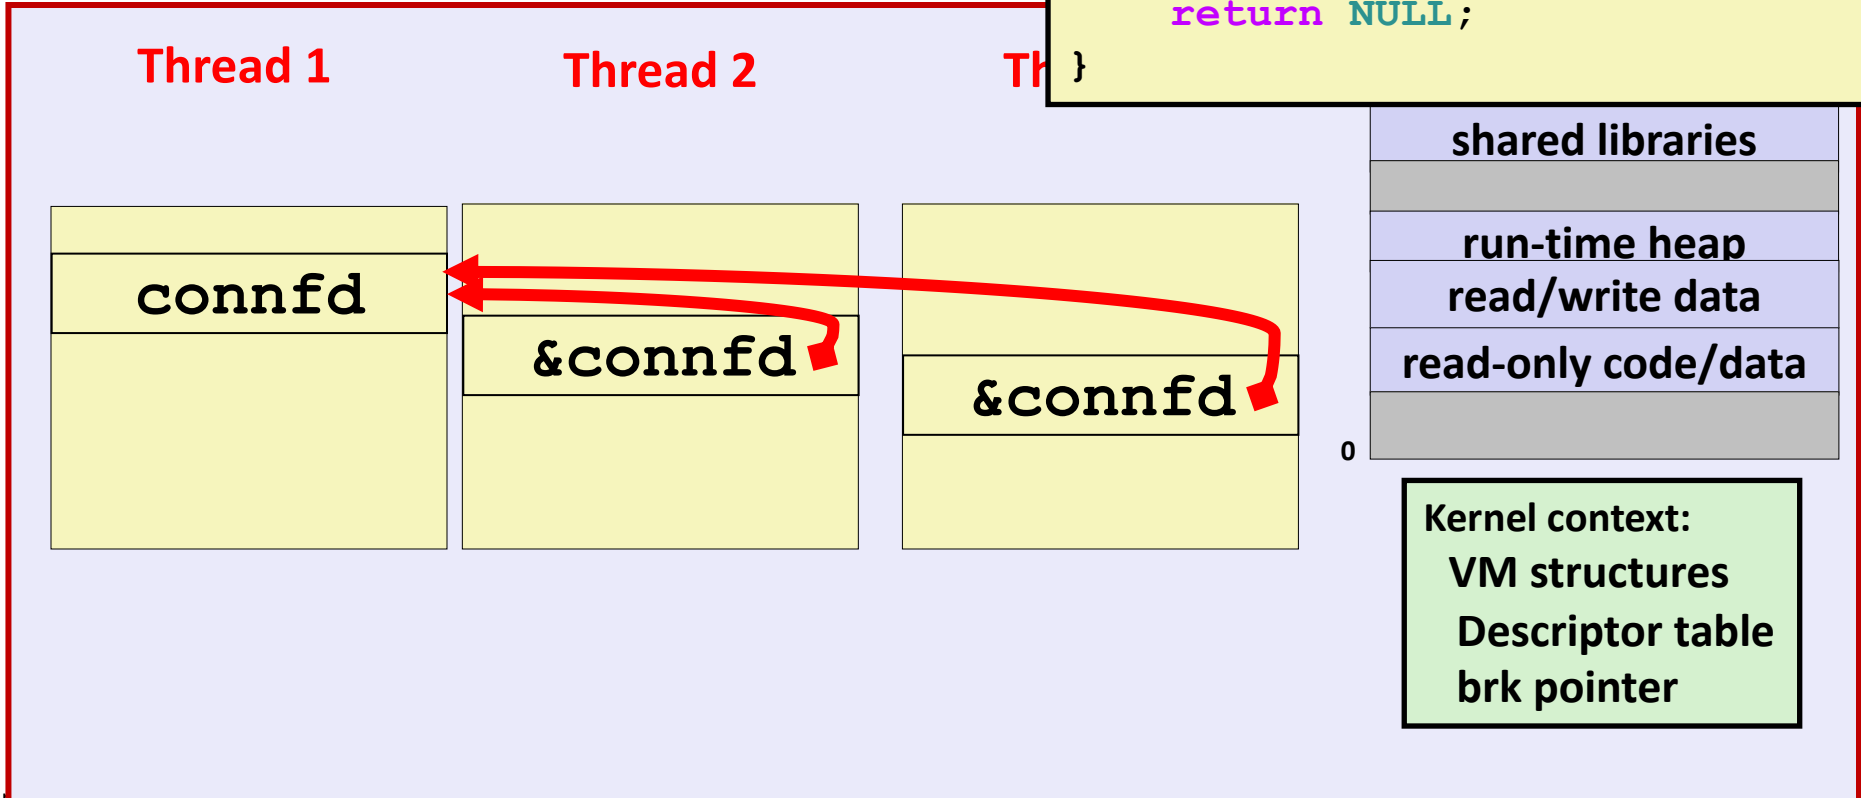 return NULL;
}
Thread 1
Thread 2
Th
shared libraries
run-time heap
read/write data
read-only code/data
connfd
&connfd
&connfd
0
Kernel context:
VM structures
Descriptor table
brk pointer